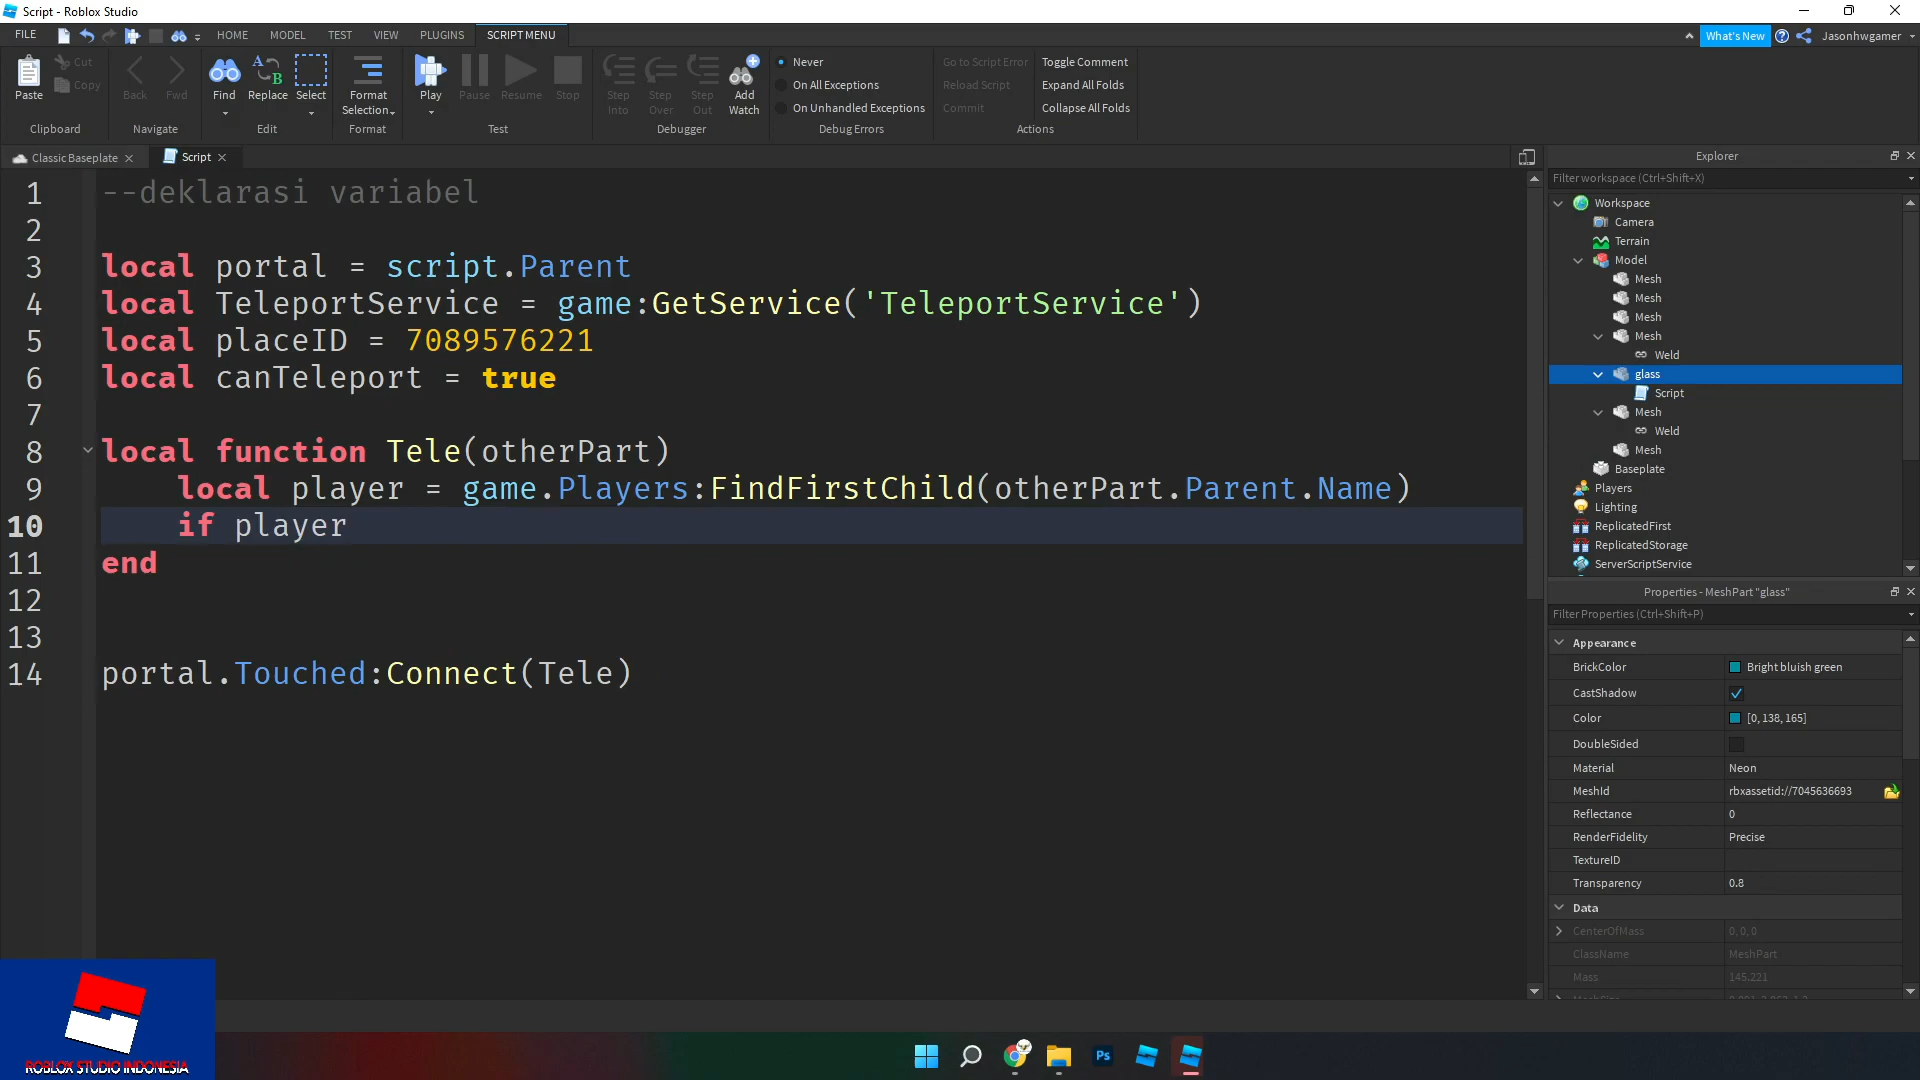 Script - Roblox Studio
FILE HOME MODEL TEST VIEW PLUGINS SCRIPT MENU What's New Jasonhwgamer
Paste Cut Copy
Clipboard
Back Fwd
Navigate
Find Replace Select
Edit
Format Selection
Format
Play Pause Resume Stop
Test
Step Into Step Over Step Out Add Watch
Debugger
Never
On All Exceptions
On Unhandled Exceptions
Debug Errors
Go to Script Error Toggle Comment
Reload Script Expand All Folds
Commit Collapse All Folds
Actions
Classic Baseplate Script
1 --deklarasi variabel
2
3 local portal = script.Parent
4 local TeleportService = game:GetService('TeleportService')
5 local placeID = 7089576221
6 local canTeleport = true
7
8 local function Tele(otherPart)
9 local player = game.Players:FindFirstChild(otherPart.Parent.Name)
10 if player
11 end
12
13
14 portal.Touched:Connect(Tele)
Explorer
Filter workspace (Ctrl+Shift+X)
Workspace
Camera
Terrain
Model
Mesh
Mesh
Mesh
Mesh
Weld
glass
Script
Mesh
Weld
Mesh
Baseplate
Players
Lighting
ReplicatedFirst
ReplicatedStorage
ServerScriptService
Properties - MeshPart "glass"
Filter Properties (Ctrl+Shift+P)
Appearance
BrickColor Bright bluish green
CastShadow
Color [0, 138, 165]
DoubleSided
Material Neon
MeshId rbxassetid://7045636693
Reflectance 0
RenderFidelity Precise
TextureID
Transparency 0.8
Data
CenterOfMass 0, 0, 0
ClassName MeshPart
Mass 145.221
ROBLOX STUDIO INDONESIA
Ps